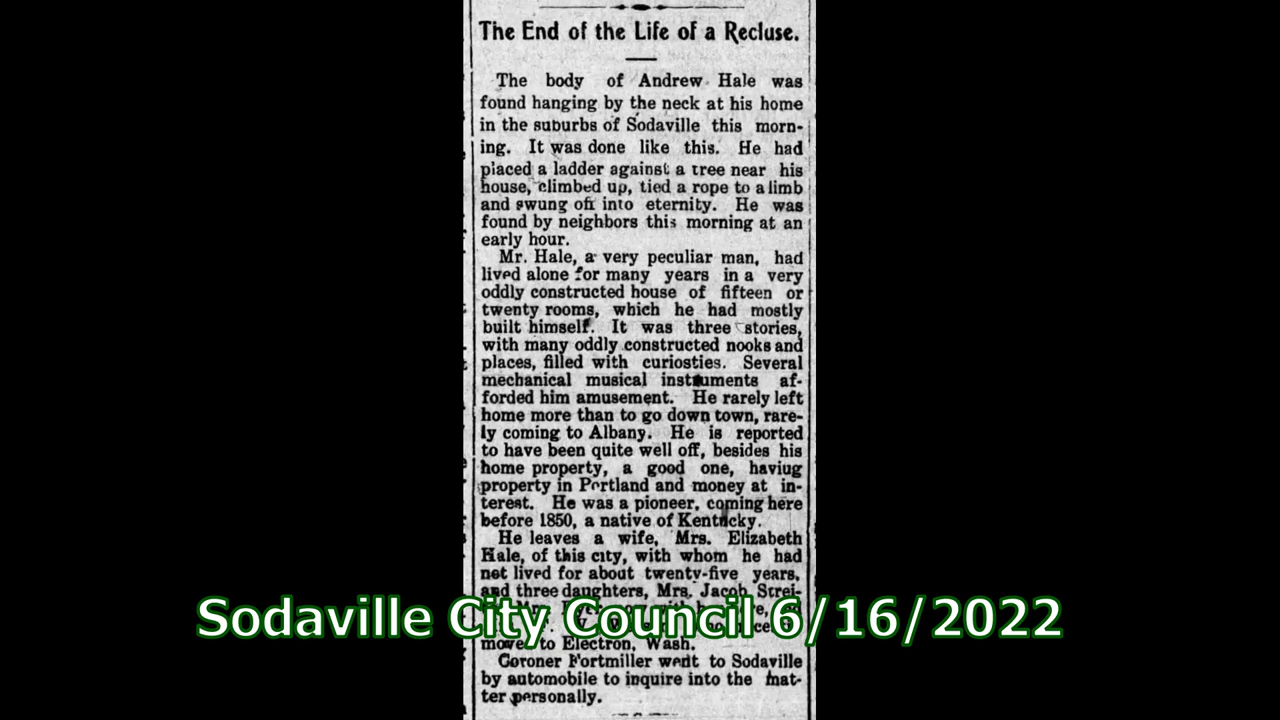 The End of the Life of a Recluse.
The body of Andrew Hale was
found hanging by the neck at his home
in the suburbs of Sodaville this morn-
ing. It was done like this. He had
placed a ladder against a tree near his
house, climbed up, tied a rope to a limb
and swung off into eternity. He was
found by neighbors this morning at an
early hour.
Mr. Hale, a very peculiar man, had
lived alone for many years in a very
oddly constructed house of fifteen or
twenty rooms, which he had mostly
built himself. It was three stories,
with many oddly constructed nooks and
places, filled with curiosties. Several
mechanical musical instruments af-
forded him amusement. He rarely left
home more than to go down town, rare-
ly coming to Albany. He is reported
to have been quite well off, besides his
home property, a good one, haviug
property in Portland and money at in-
terest. He was a pioneer, coming here
before 1850, a native of Kentucky.
He leaves a wife, Mrs. Elizabeth
Hale, of this city, with whom he had
not lived for about twenty-five years,
and three daughters, Mrs. Jacob Strei-
Sodaville City Council 6/16/2022
moved to Electron, Wash.
Coroner Fortmiller went to Sodaville
by automobile to inquire into the mat-
ter personally.